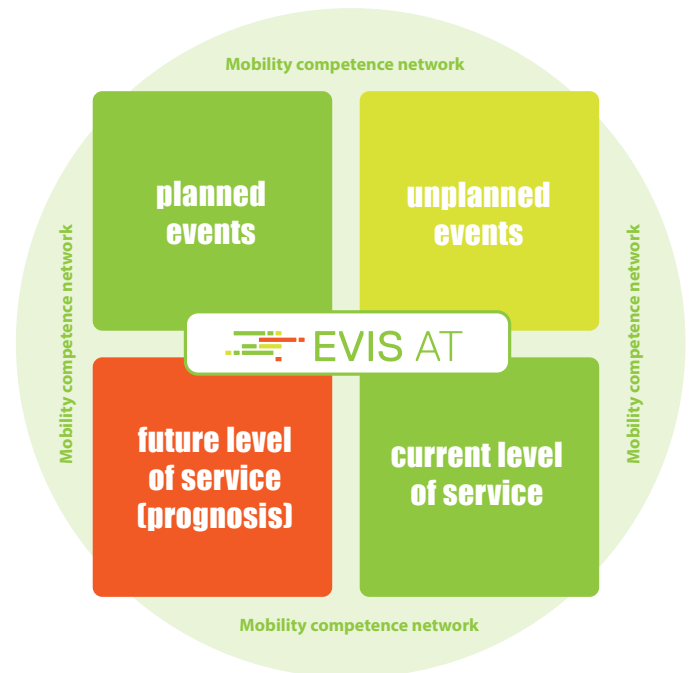 Mobility competence network
planned
events
unplanned
events
Mobility competence network
Mobility competence network
EVIS AT
future level
of service
(prognosis)
current level
of service
Mobility competence network